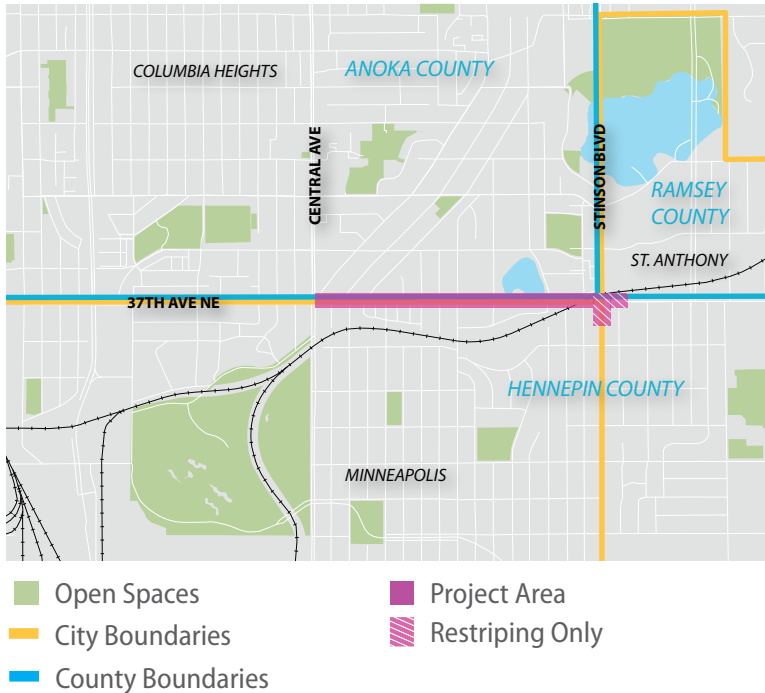 COLUMBIA HEIGHTS
ANOKA COUNTY
CENTRAL AVE
STINSON BLVD
RAMSEY
COUNTY
ST. ANTHONY
37TH AVE NE
HENNEPIN COUNTY
MINNEAPOLIS
Open Spaces
City Boundaries
County Boundaries
Project Area
Restriping Only